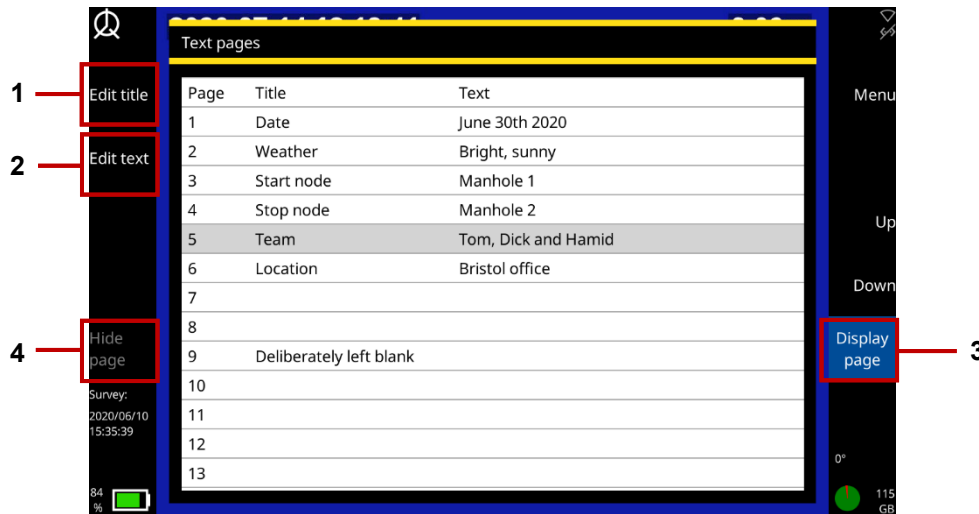 Text pages
1
Edit title
2
Edit text
4
Hide
page
Survey:
2020/06/10
15:35:39
84
%
Page Title Text
1 Date June 30th 2020
2 Weather Bright, sunny
3 Start node Manhole 1
4 Stop node Manhole 2
5 Team Tom, Dick and Hamid
6 Location Bristol office
7
8
9 Deliberately left blank
10
11
12
13
Menu
Up
Down
Display
page
3
0°
115
GB